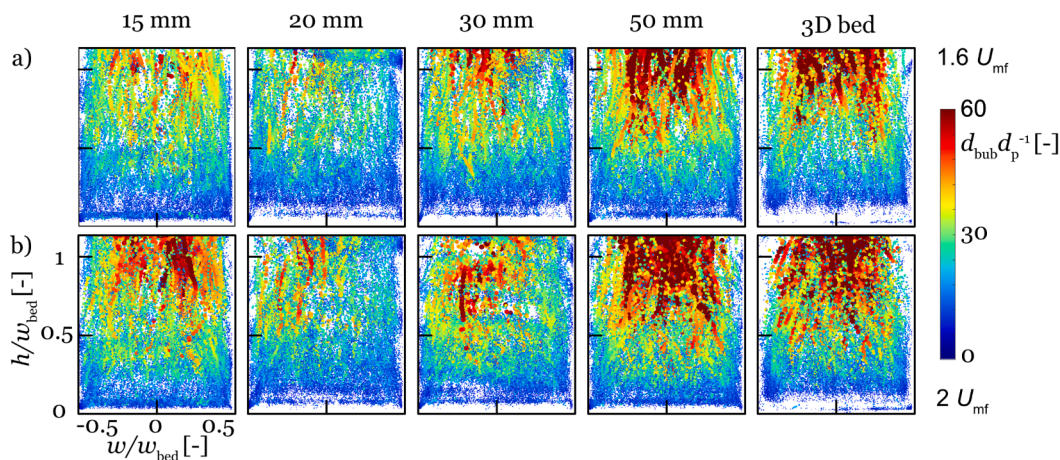 15 mm 20 mm 30 mm 50 mm 3D bed
a) 1.6 U_mf
60
d_bub d_p^-1 [-]
30
0
b) 2 U_mf
h/w_bed [-]
1
0.5
0
-0.5 0 0.5
w/w_bed [-]